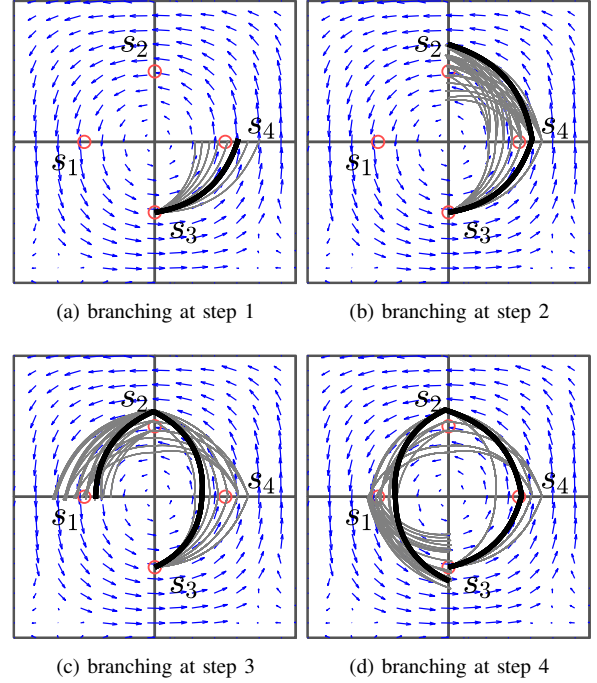 s2
s4
s1
s3
s2
s4
s1
s3
(a) branching at step 1
(b) branching at step 2
s2
s4
s1
s3
s2
s4
s1
s3
(c) branching at step 3
(d) branching at step 4